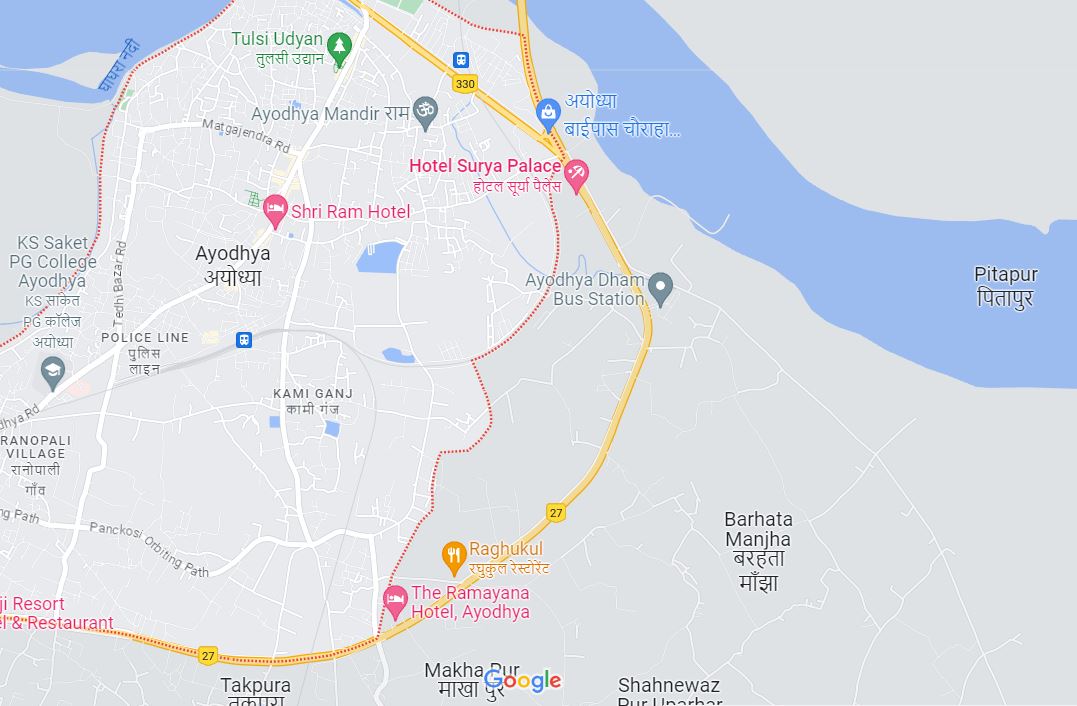 Tulsi Udyan
तुलसी उद्यान
घाघरा नदी
330
Ayodhya Mandir राम
अयोध्या
बाईपास चौराहा...
Matgajendra Rd
Hotel Surya Palace
होटल सूर्या पैलेस
Shri Ram Hotel
KS Saket
PG College
Ayodhya
KS साकेत
PG कॉलेज
अयोध्या
Ayodhya
अयोध्या
Tedhi Bazar Rd
Ayodhya Dham
Bus Station
Pitapur
पितापुर
POLICE LINE
पुलिस
लाइन
KAMI GANJ
कामी गंज
dhya Rd
RANOPALI
VILLAGE
रानोपाली
गाँव
ng Path
Panckosi Orbiting Path
27
Barhata
Manjha
बरहता
माँझा
Raghukul
रघुकुल रेस्टोरेंट
The Ramayana
Hotel, Ayodhya
ji Resort
el & Restaurant
27
Takpura
तकपुरा
Makha Pur
माखा पुर
Google
Shahnewaz
Pur Uparhar